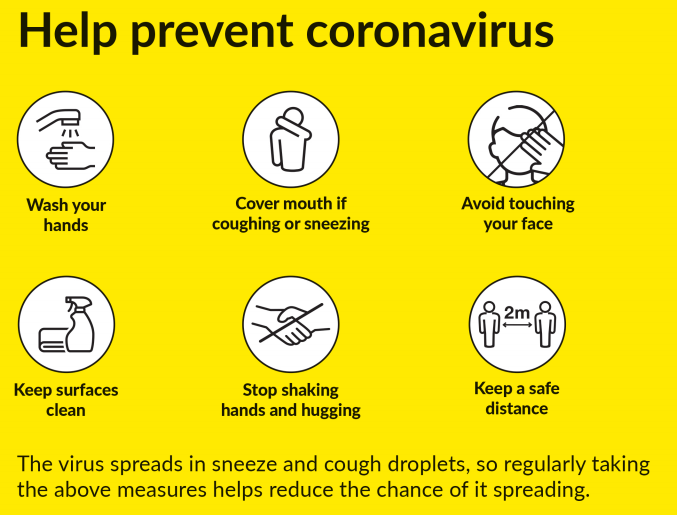 Help prevent coronavirus
Wash your
hands
Cover mouth if
coughing or sneezing
Avoid touching
your face
Keep surfaces
clean
Stop shaking
hands and hugging
2m
Keep a safe
distance
The virus spreads in sneeze and cough droplets, so regularly taking
the above measures helps reduce the chance of it spreading.